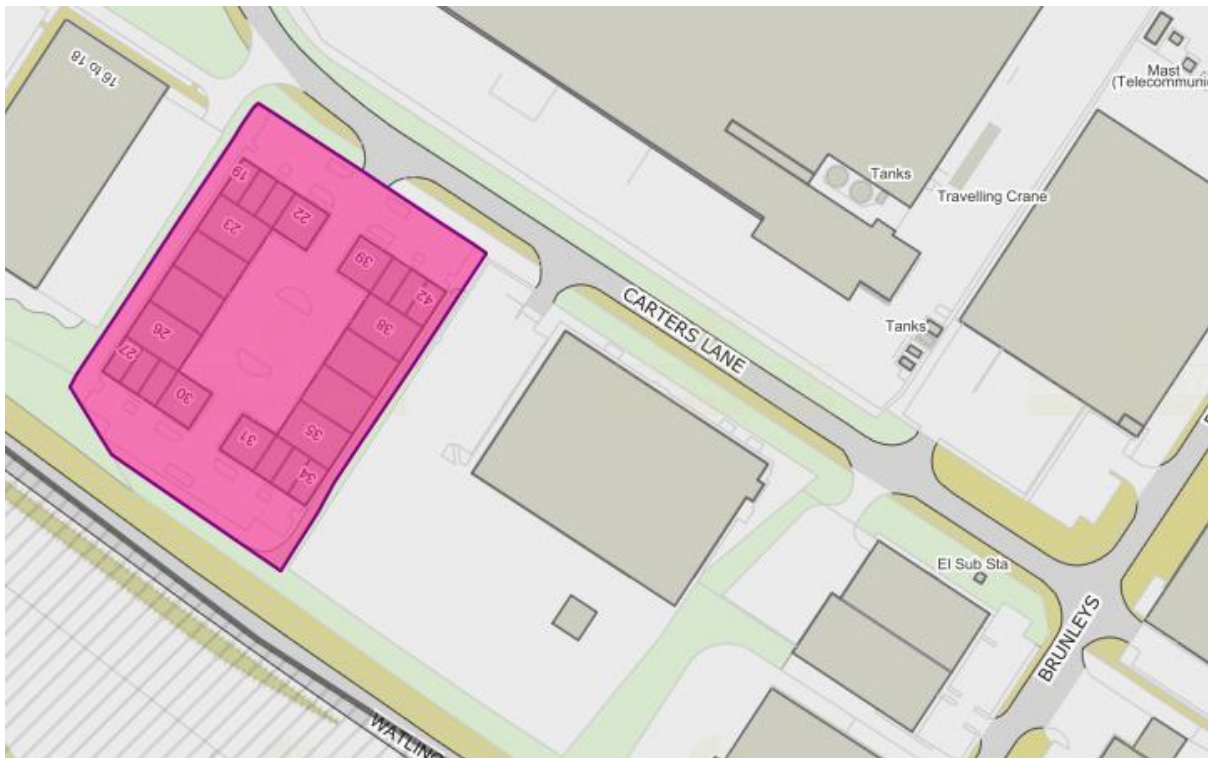 16 to 18
Mast
(Telecommuni
Tanks
Travelling Crane
19
22
23
39
42
38
CARTERS LANE
Tanks
26
27
30
31
35
34
El Sub Sta
BRUNLEYS
WATLING